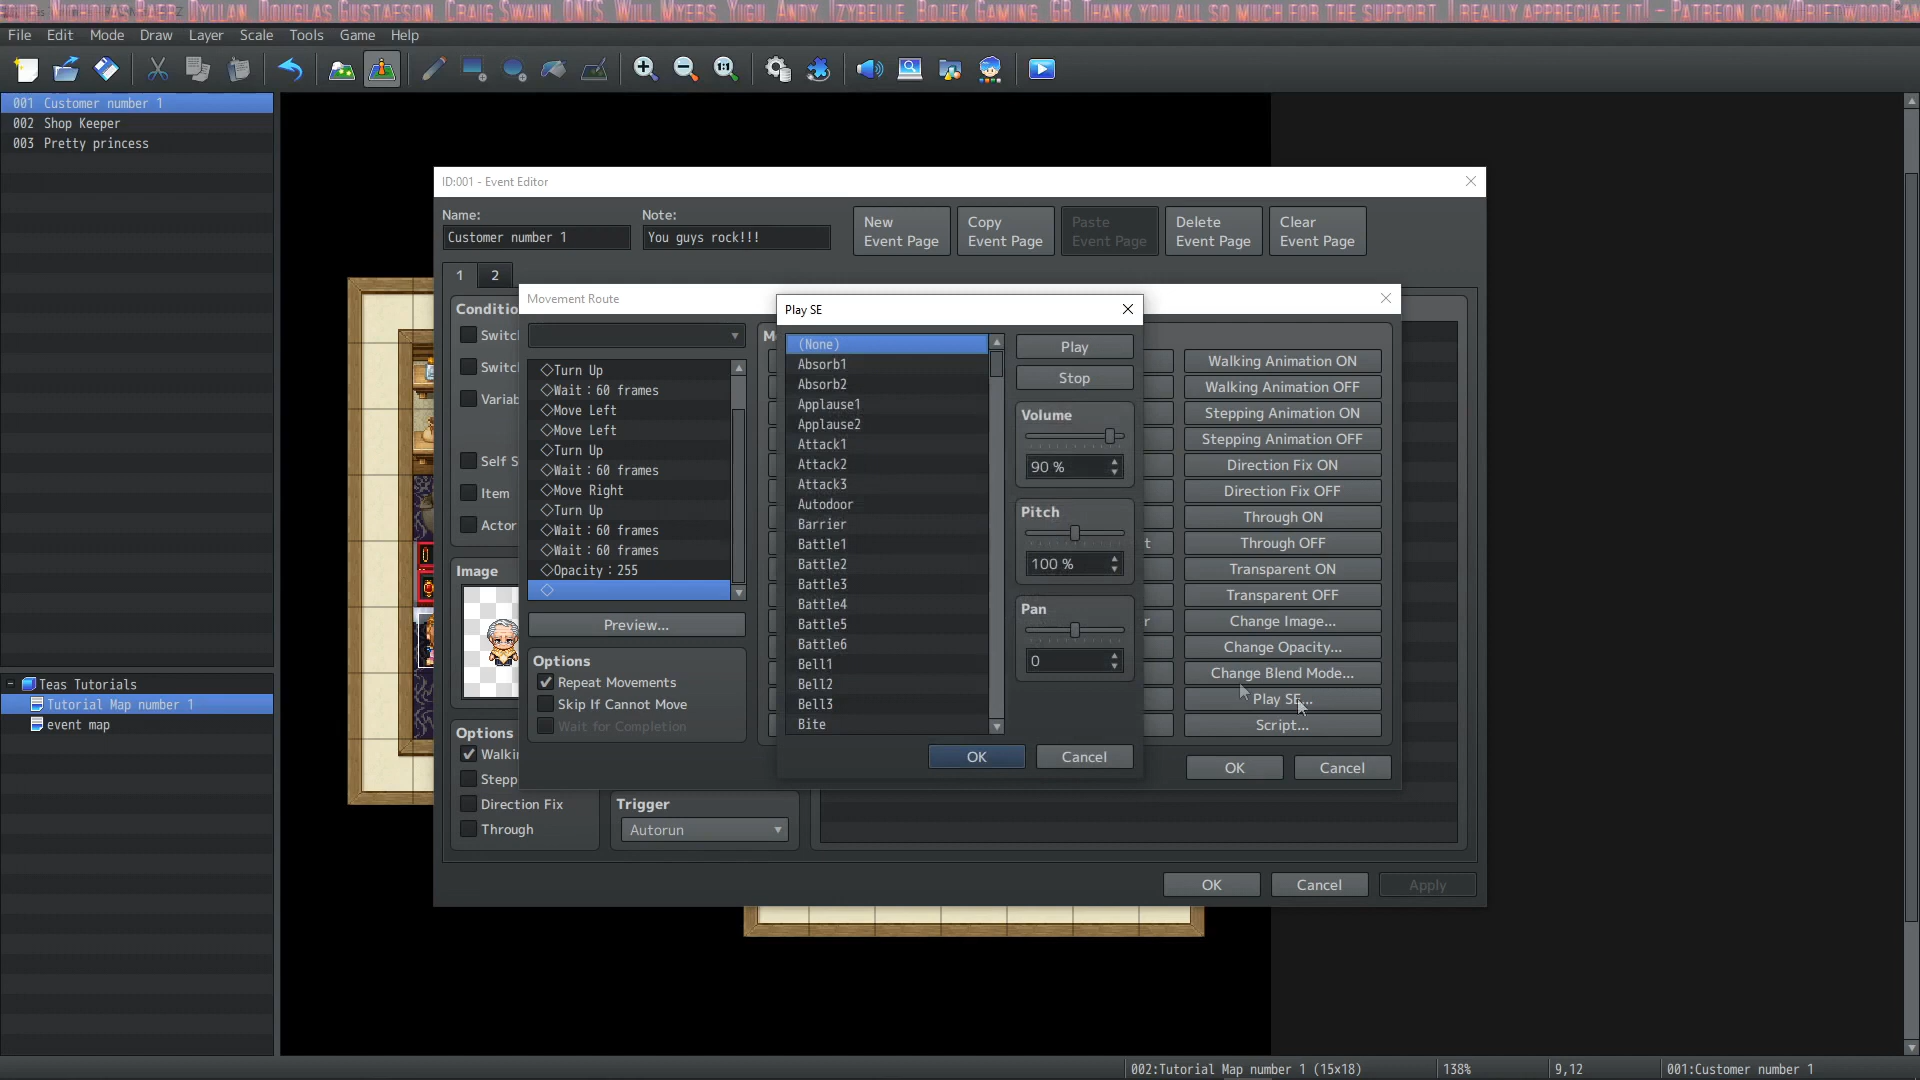 Dyllan, Douglas Gustafson, Craig Swain, ONTS, Will Myers, Yugi, Andy, Izybelle, Bojek Gaming, GB Thank you all so much for the support, I really appreciate it! - Patreon.com/DriftwoodGam
File Edit Mode Draw Layer Scale Tools Game Help
001 Customer number 1
002 Shop Keeper
003 Pretty princess
ID:001 - Event Editor
Name:
Customer number 1
Note:
You guys rock!!!
New Event Page
Copy Event Page
Paste Event Page
Delete Event Page
Clear Event Page
1 2
Conditio
Switc
Switc
Variab
Self S
Item
Actor
Image
Options
Walkin
Stepp
Direction Fix
Through
Trigger
Autorun
Movement Route
◇Turn Up
◇Wait : 60 frames
◇Move Left
◇Move Left
◇Turn Up
◇Wait : 60 frames
◇Move Right
◇Turn Up
◇Wait : 60 frames
◇Wait : 60 frames
◇Opacity : 255
◇
Preview...
Options
Repeat Movements
Skip If Cannot Move
Wait for Completion
Play SE
(None)
Absorb1
Absorb2
Applause1
Applause2
Attack1
Attack2
Attack3
Autodoor
Barrier
Battle1
Battle2
Battle3
Battle4
Battle5
Battle6
Bell1
Bell2
Bell3
Bite
Play
Stop
Volume
90 %
Pitch
100 %
Pan
0
OK Cancel
Walking Animation ON
Walking Animation OFF
Stepping Animation ON
Stepping Animation OFF
Direction Fix ON
Direction Fix OFF
Through ON
Through OFF
Transparent ON
Transparent OFF
Change Image...
Change Opacity...
Change Blend Mode...
Play SE...
Script...
OK Cancel
OK Cancel Apply
Teas Tutorials
Tutorial Map number 1
event map
002:Tutorial Map number 1 (15x18) 138% 9,12 001:Customer number 1